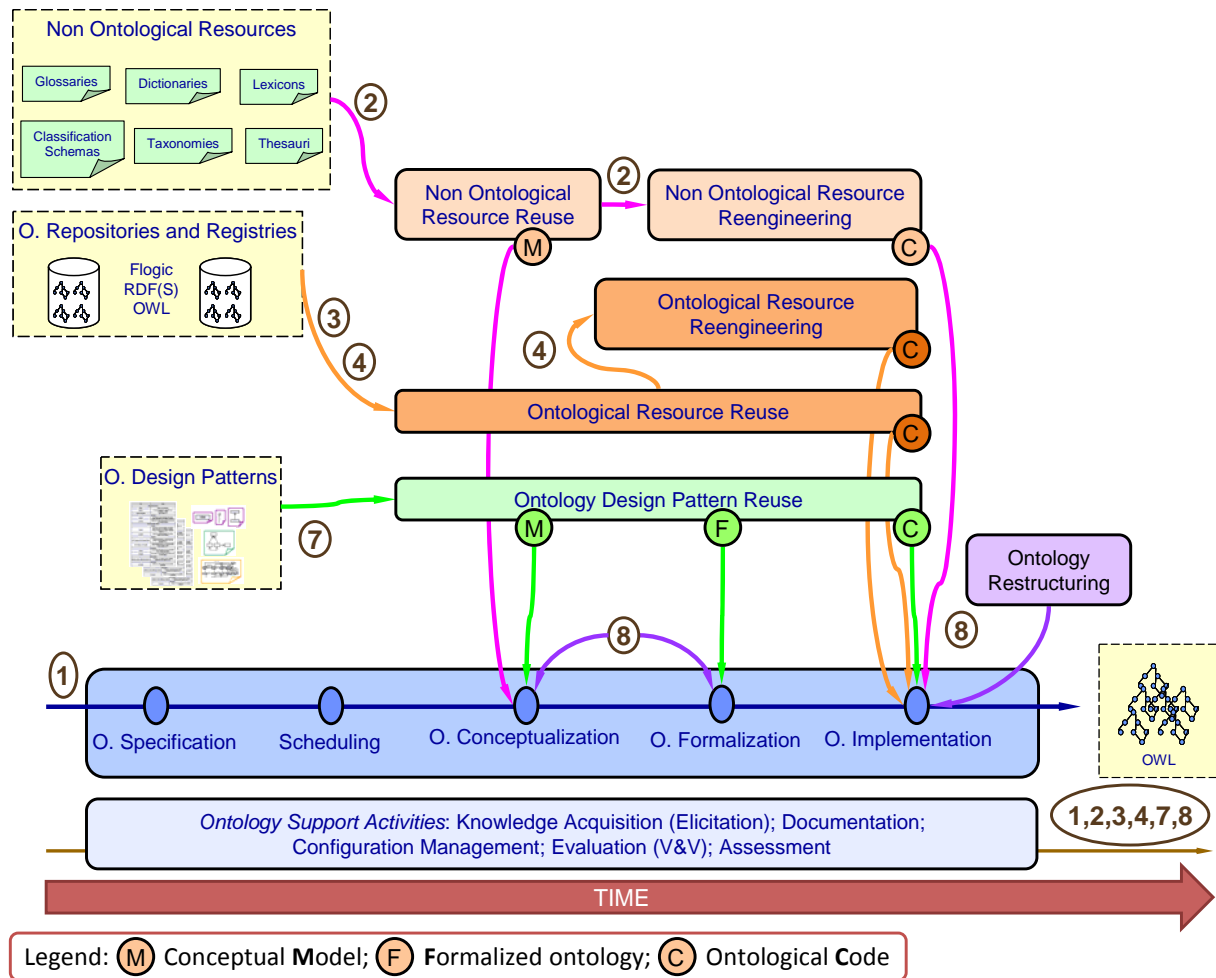 Non Ontological Resources
Glossaries
Dictionaries
Lexicons
Classification
Schemas
Taxonomies
Thesauri
2
Non Ontological
Resource Reuse
M
2
Non Ontological Resource
Reengineering
C
O. Repositories and Registries
Flogic
RDF(S)
OWL
3
4
Ontological Resource
Reengineering
C
4
Ontological Resource Reuse
C
O. Design Patterns
7
Ontology Design Pattern Reuse
M
F
C
Ontology
Restructuring
8
8
1
O. Specification
Scheduling
O. Conceptualization
O. Formalization
O. Implementation
OWL
Ontology Support Activities: Knowledge Acquisition (Elicitation); Documentation;
Configuration Management; Evaluation (V&V); Assessment
1,2,3,4,7,8
TIME
Legend: M Conceptual Model; F Formalized ontology; C Ontological Code